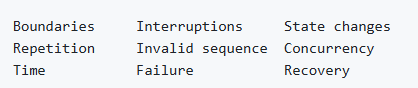 Boundaries     Interruptions     State changes
Repetition     Invalid sequence  Concurrency
Time           Failure           Recovery